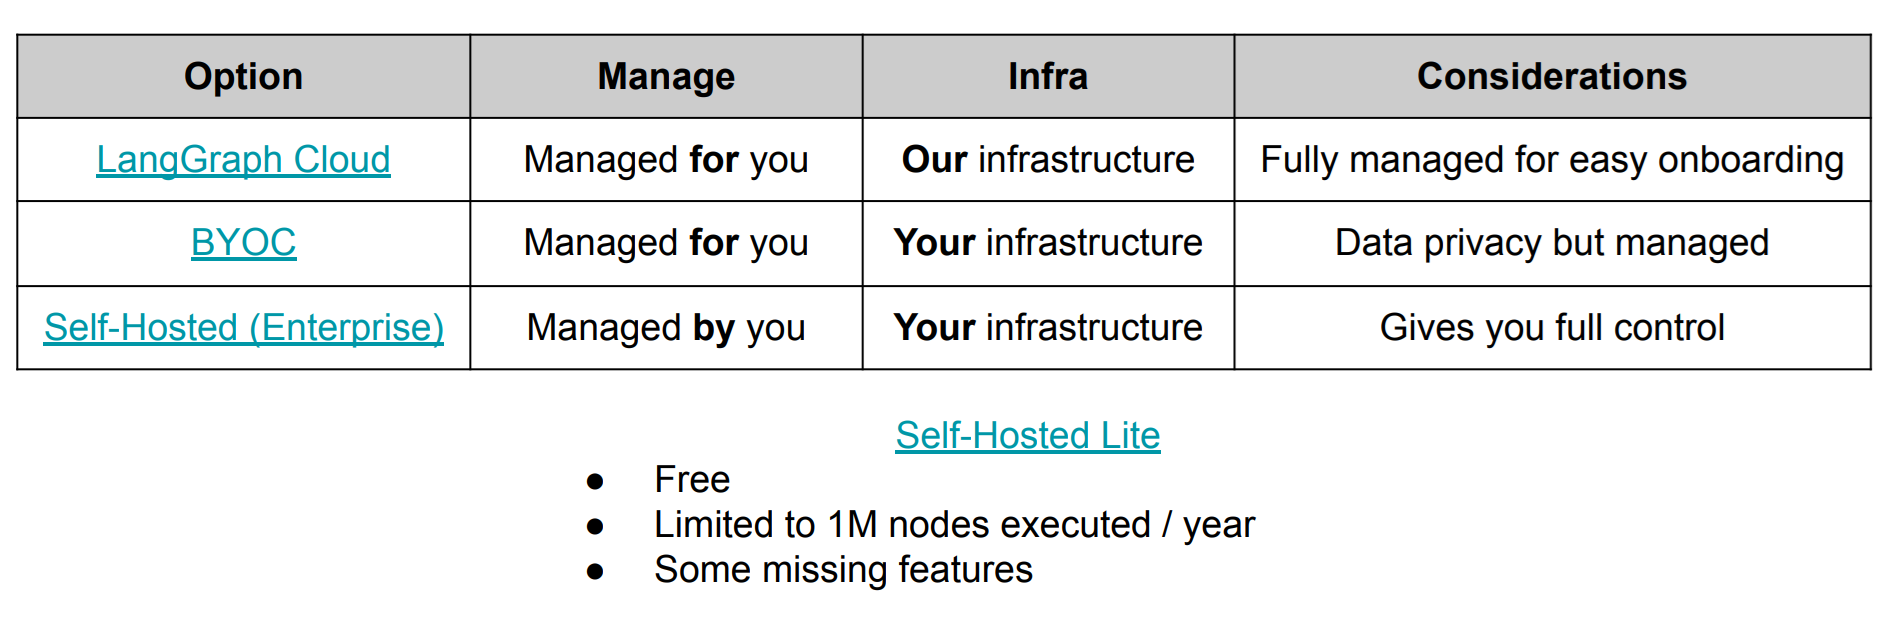 Option Manage Infra Considerations
LangGraph Cloud Managed for you Our infrastructure Fully managed for easy onboarding
BYOC Managed for you Your infrastructure Data privacy but managed
Self-Hosted (Enterprise) Managed by you Your infrastructure Gives you full control
Self-Hosted Lite
● Free
● Limited to 1M nodes executed / year
● Some missing features